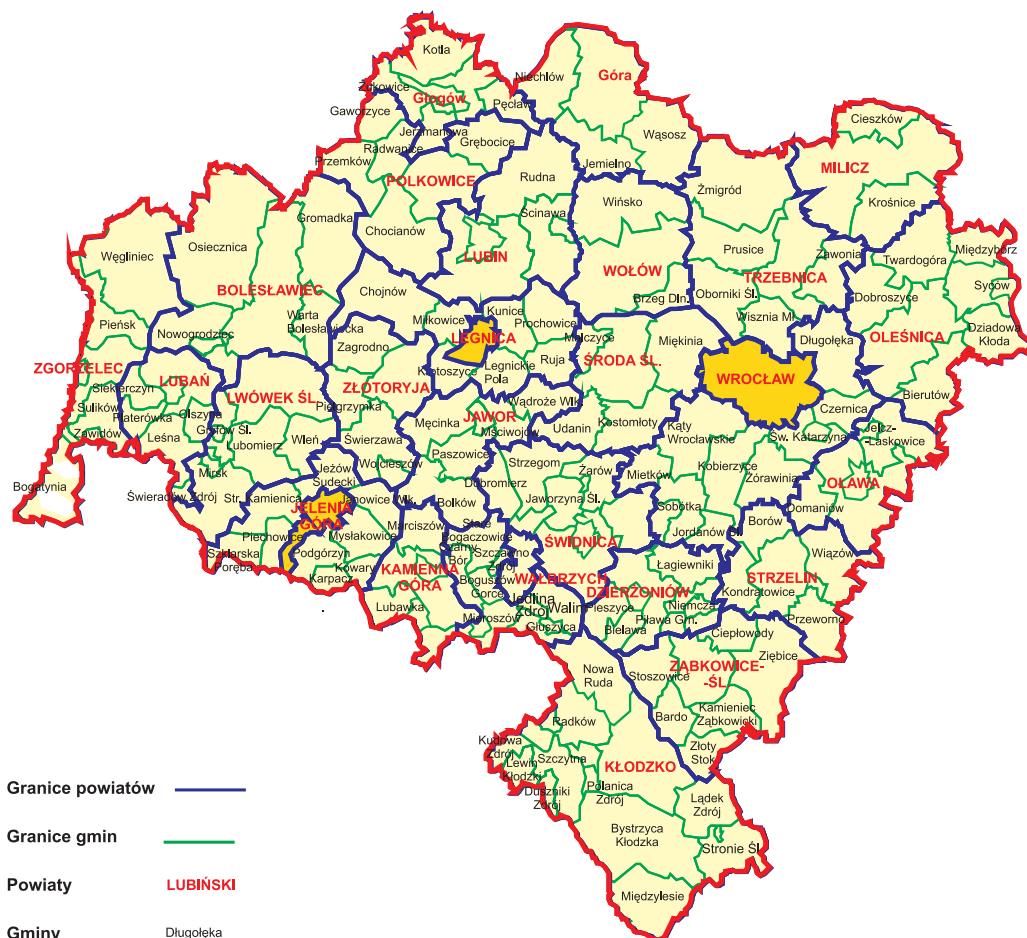 Kotla
Niechlów
Góra
Żukowice
Głogów
Pęcław
Gaworzyce
Cieszków
Jerzmanowa
Wąsosz
Radwanice
Grębocice
Przemków
Jemielno
MILICZ
POLKOWICE
Rudna
Żmigród
Krośnice
Wińsko
Gromadka
Ścinawa
Chocianów
Osiecznica
Węgliniec
LUBIN
Prusice
Zawonia
Międzybórz
Twardogóra
WOŁÓW
TRZEBNICA
BOLESŁAWIEC
Chojnów
Oborniki Śl.
Dobroszyce
Syców
Brzeg Dln.
Kunice
Warta
Bolesławiecka
Miłkowice
Prochowice
Wisznia Mł.
Pieńsk
Nowogrodziec
LEGNICA
Malczyce
Miękinia
Długołęka
OLEŚNICA
Dziadowa
Kłoda
Zagrodno
Krotoszyce
Legnickie
Pola
Ruja
ŚRODA ŚL.
ZGORZELEC
LUBAŃ
Siekierczyn
ZŁOTORYJA
WROCŁAW
LWÓWEK ŚL.
Wądroże Wlk.
Bierutów
Sulików
Platerówka
Olszyna
Pielgrzymka
JAWOR
Czernica
Zawidów
Leśna
Gryfów Śl.
Męcinka
Mściwojów
Udanin
Kostomłoty
Kąty
Wrocławskie
Św. Katarzyna
Jelcz-
-Laskowice
Lubomierz
Wleń
Świerzawa
Paszowice
Strzegom
Żarów
Mirsk
Jeżów
Sudecki
Wojcieszów
Mietków
Kobierzyce
Żórawina
Bogatynia
Świeradów Zdrój
Str. Kamienica
Janowice Wlk.
Dobromierz
Bolków
Jaworzyna Śl.
Sobótka
OŁAWA
Domaniów
JELENIA
GÓRA
Marciszów
Stare
Bogaczowice
Jordanów Śl.
Borów
Piechowice
Mysłakowice
ŚWIDNICA
Szklarska
Poręba
Podgórzyn
Czarny
Bór
Szczawno
Zdrój
Łagiewniki
Wiązów
Kowary
Karpacz
KAMIENNA
GÓRA
Boguszów
Gorce
WAŁBRZYCH
DZIERŻONIÓW
STRZELIN
Kondratowice
Lubawka
Jedlina
Zdrój
Walim
Pieszyce
Niemcza
Mieroszów
Głuszyca
Bielawa
Piława Grn.
Przeworno
Ciepłowody
Ziębice
Nowa
Ruda
Stoszowice
ZĄBKOWICE-
-ŚL.
Radków
Bardo
Kamieniec
Ząbkowicki
Kudowa
Zdrój
Lewin
Kłodzki
Szczytna
Złoty
Stok
KŁODZKO
Duszniki
Zdrój
Polanica
Zdrój
Lądek
Zdrój
Bystrzyca
Kłodzka
Stronie Śl.
Międzylesie
Granice powiatów
Granice gmin
Powiaty LUBIŃSKI
Gminy Długołęka